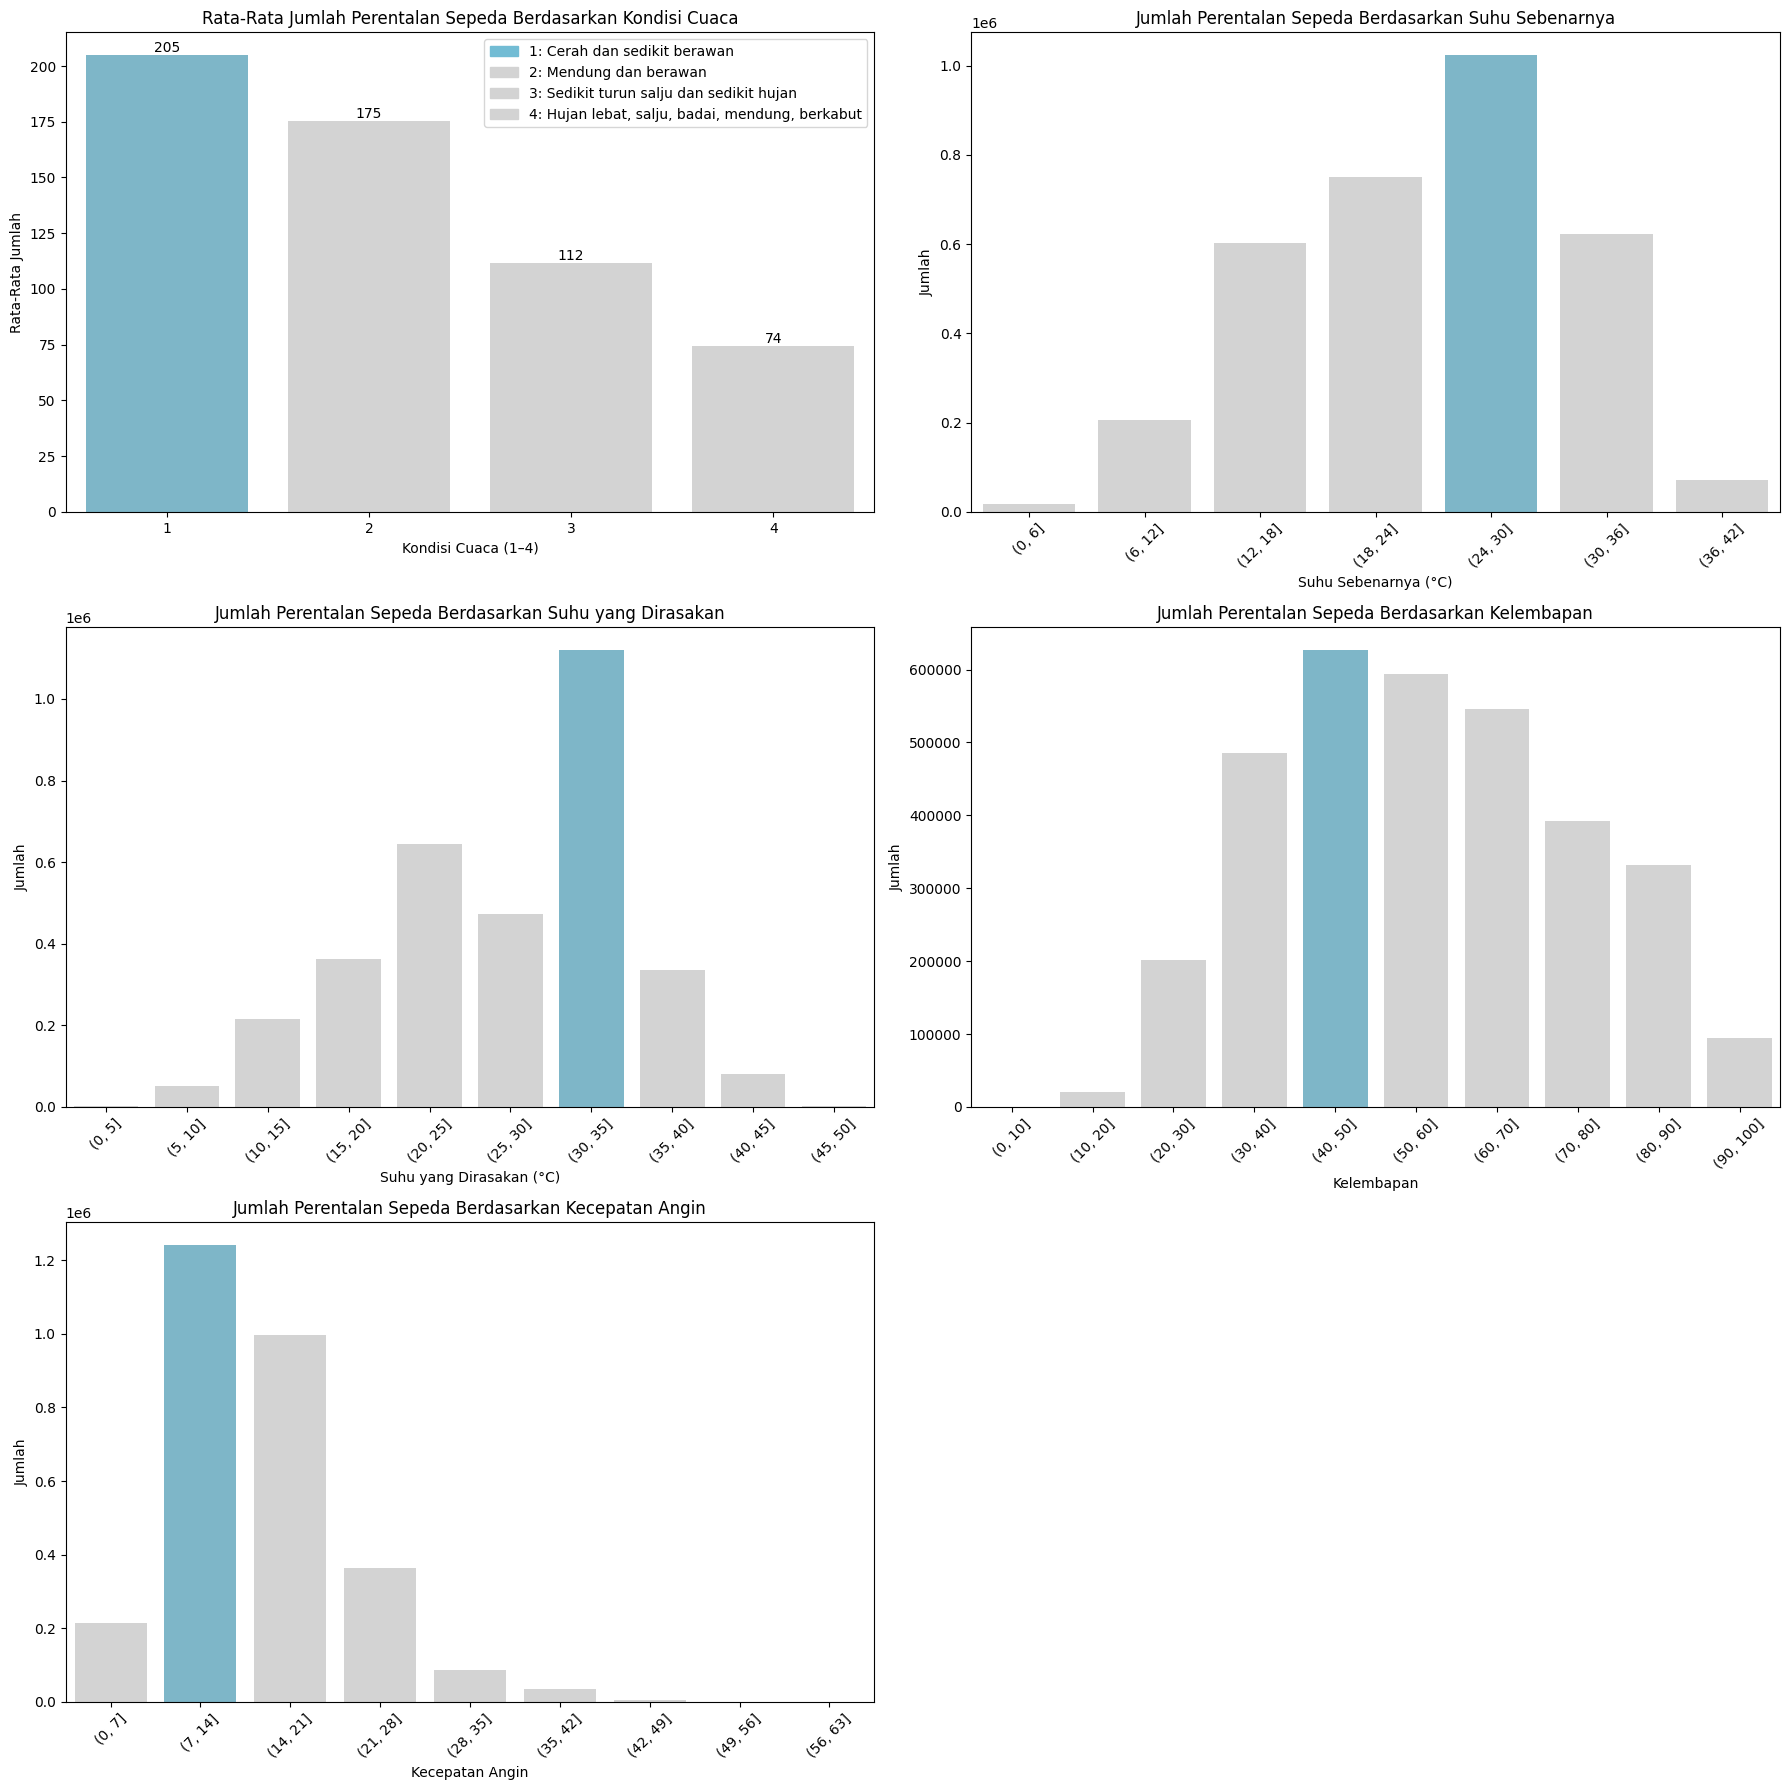 Rata-Rata Jumlah Perentalan Sepeda Berdasarkan Kondisi Cuaca
205
175
112
74
1: Cerah dan sedikit berawan
2: Mendung dan berawan
3: Sedikit turun salju dan sedikit hujan
4: Hujan lebat, salju, badai, mendung, berkabut
200
175
150
125
100
75
50
25
0
Rata-Rata Jumlah
1 2 3 4
Kondisi Cuaca (1–4)
Jumlah Perentalan Sepeda Berdasarkan Suhu Sebenarnya
1e6
1.0
0.8
0.6
0.4
0.2
0.0
Jumlah
(0, 6] (6, 12] (12, 18] (18, 24] (24, 30] (30, 36] (36, 42]
Suhu Sebenarnya (°C)
Jumlah Perentalan Sepeda Berdasarkan Suhu yang Dirasakan
1e6
1.0
0.8
0.6
0.4
0.2
0.0
Jumlah
(0, 5] (5, 10] (10, 15] (15, 20] (20, 25] (25, 30] (30, 35] (35, 40] (40, 45] (45, 50]
Suhu yang Dirasakan (°C)
Jumlah Perentalan Sepeda Berdasarkan Kelembapan
600000
500000
400000
300000
200000
100000
0
Jumlah
(0, 10] (10, 20] (20, 30] (30, 40] (40, 50] (50, 60] (60, 70] (70, 80] (80, 90] (90, 100]
Kelembapan
Jumlah Perentalan Sepeda Berdasarkan Kecepatan Angin
1e6
1.2
1.0
0.8
0.6
0.4
0.2
0.0
Jumlah
(0, 7] (7, 14] (14, 21] (21, 28] (28, 35] (35, 42] (42, 49] (49, 56] (56, 63]
Kecepatan Angin